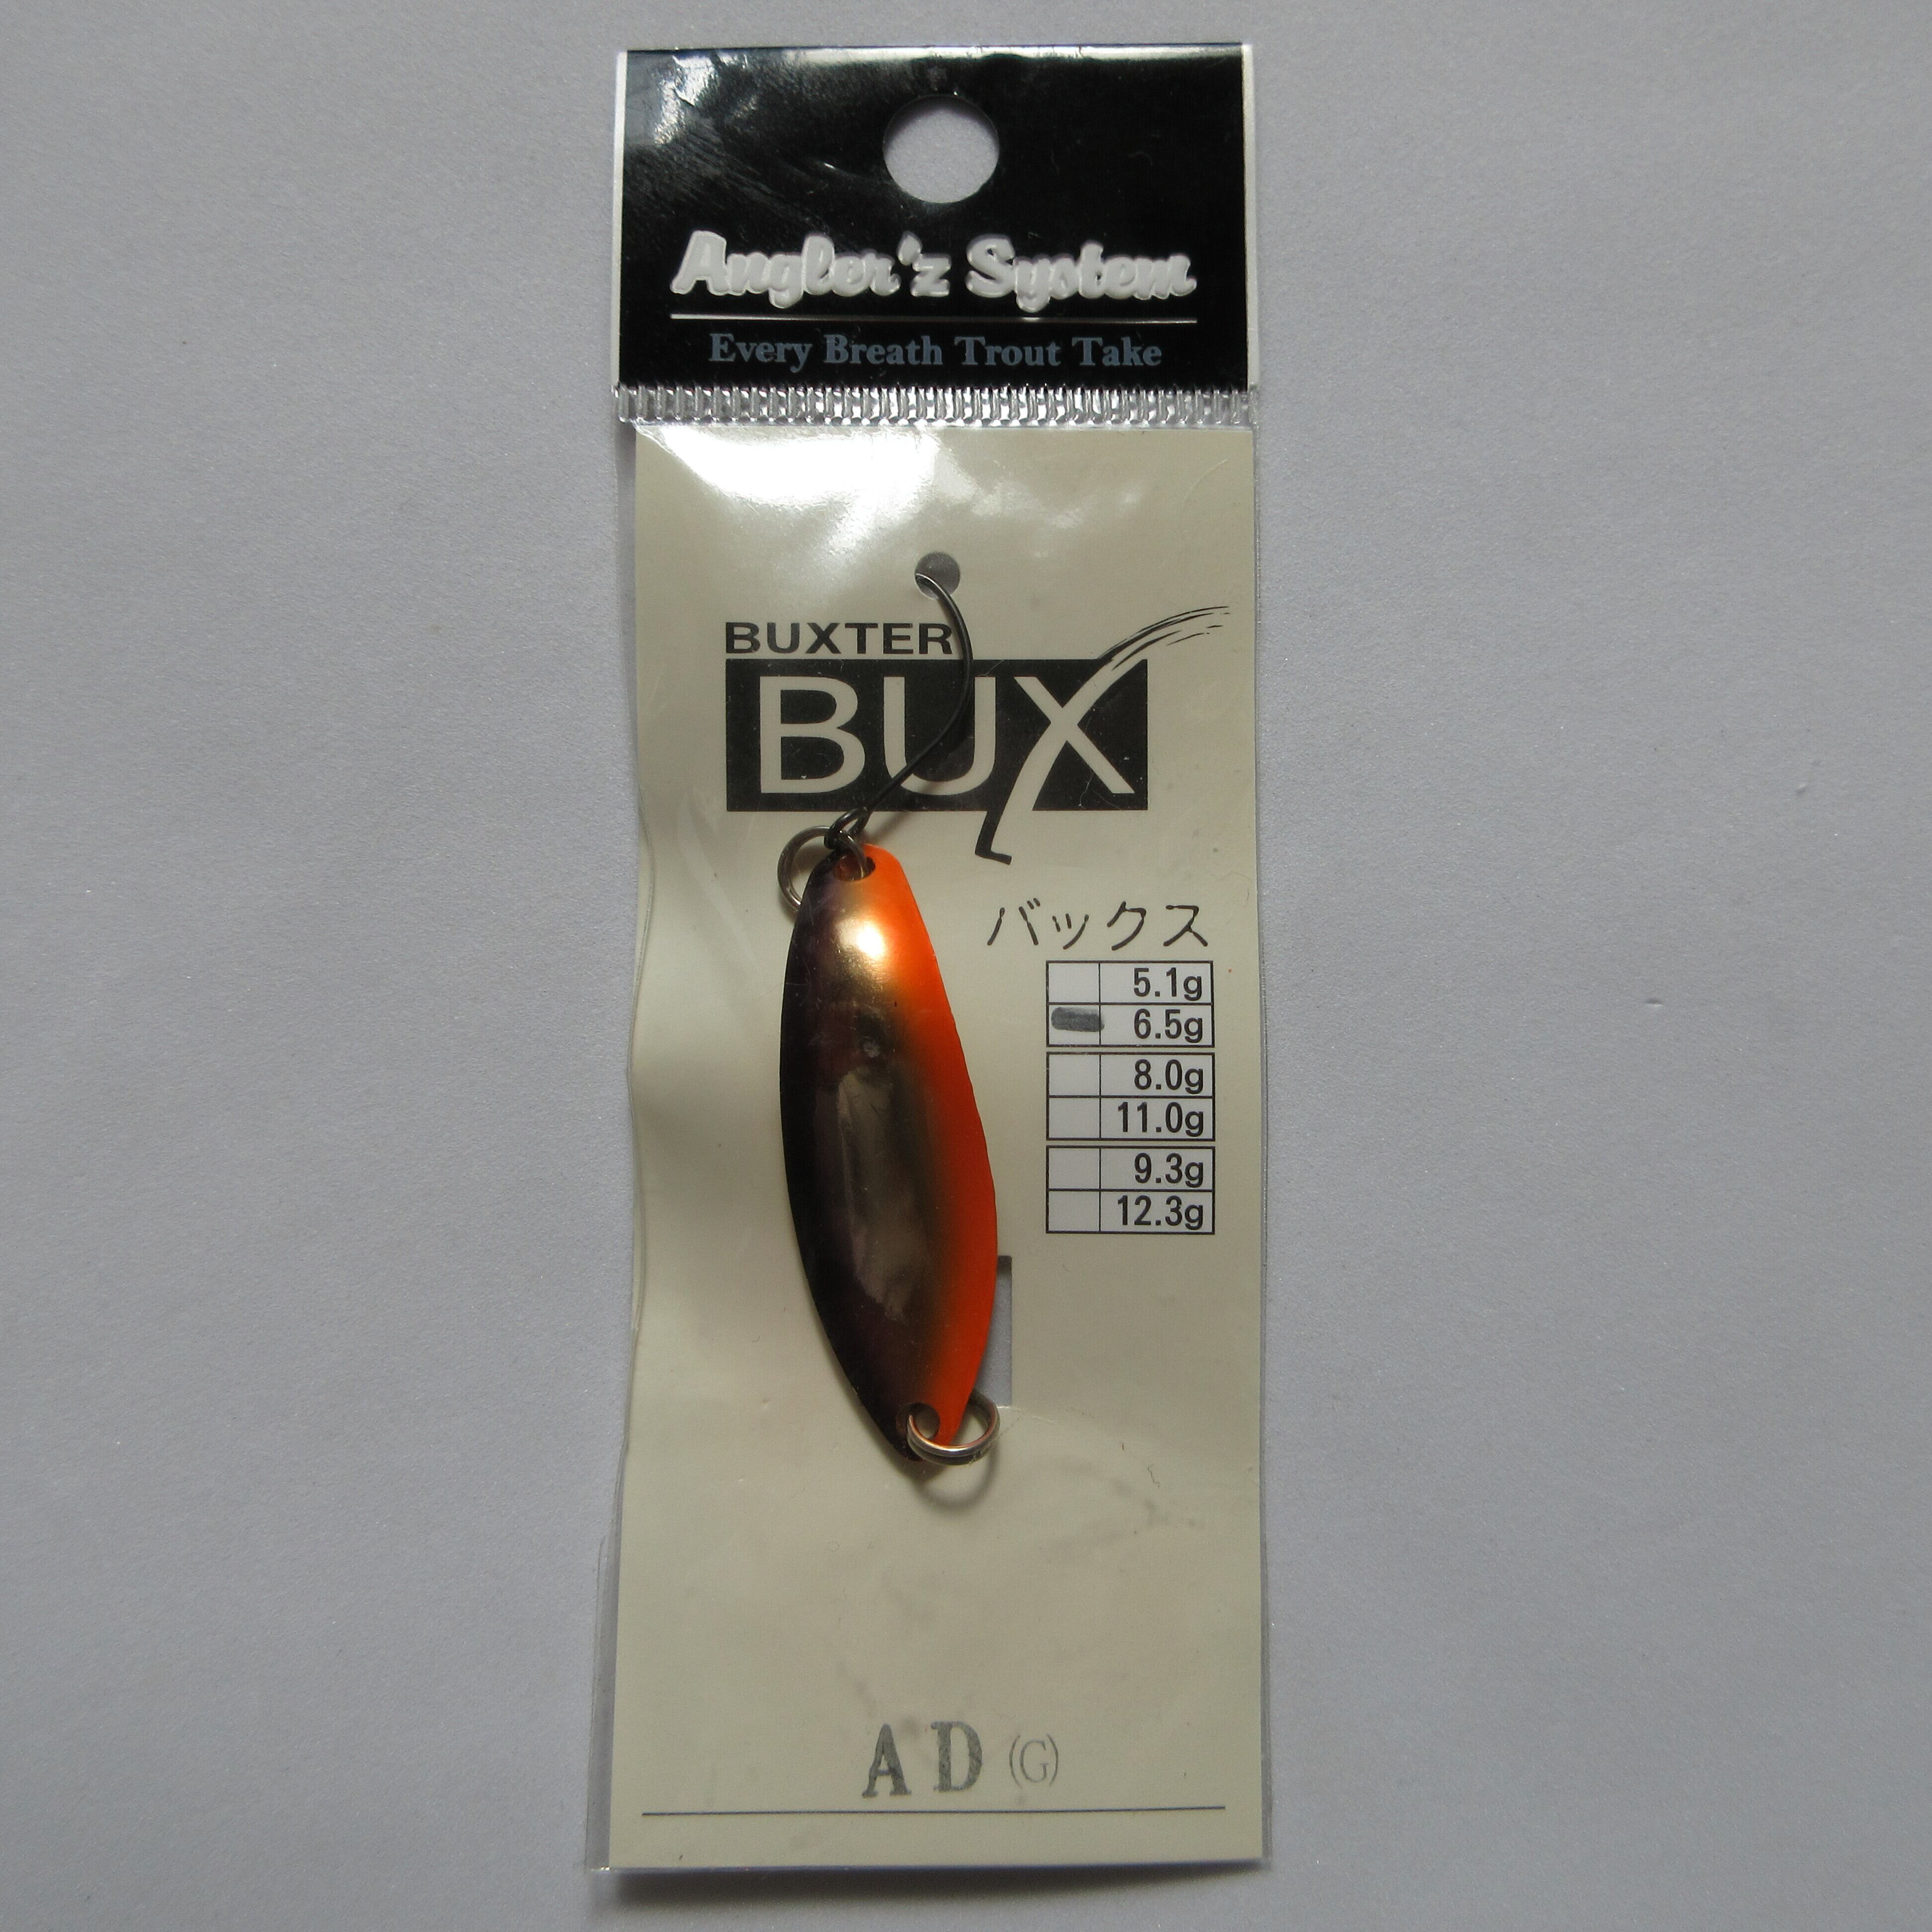 Angler'z System
Every Breath Trout Take
BUXTER
BUX
バックス
5.1g
6.5g
8.0g
11.0g
9.3g
12.3g
AD(G)